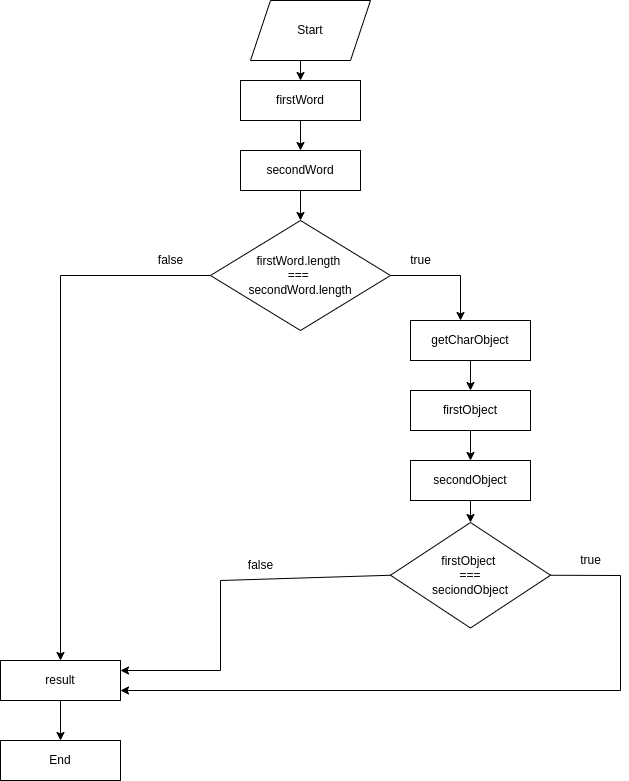 Start
firstWord
secondWord
false
firstWord.length
===
secondWord.length
true
getCharObject
firstObject
secondObject
false
firstObject
===
seciondObject
true
result
End